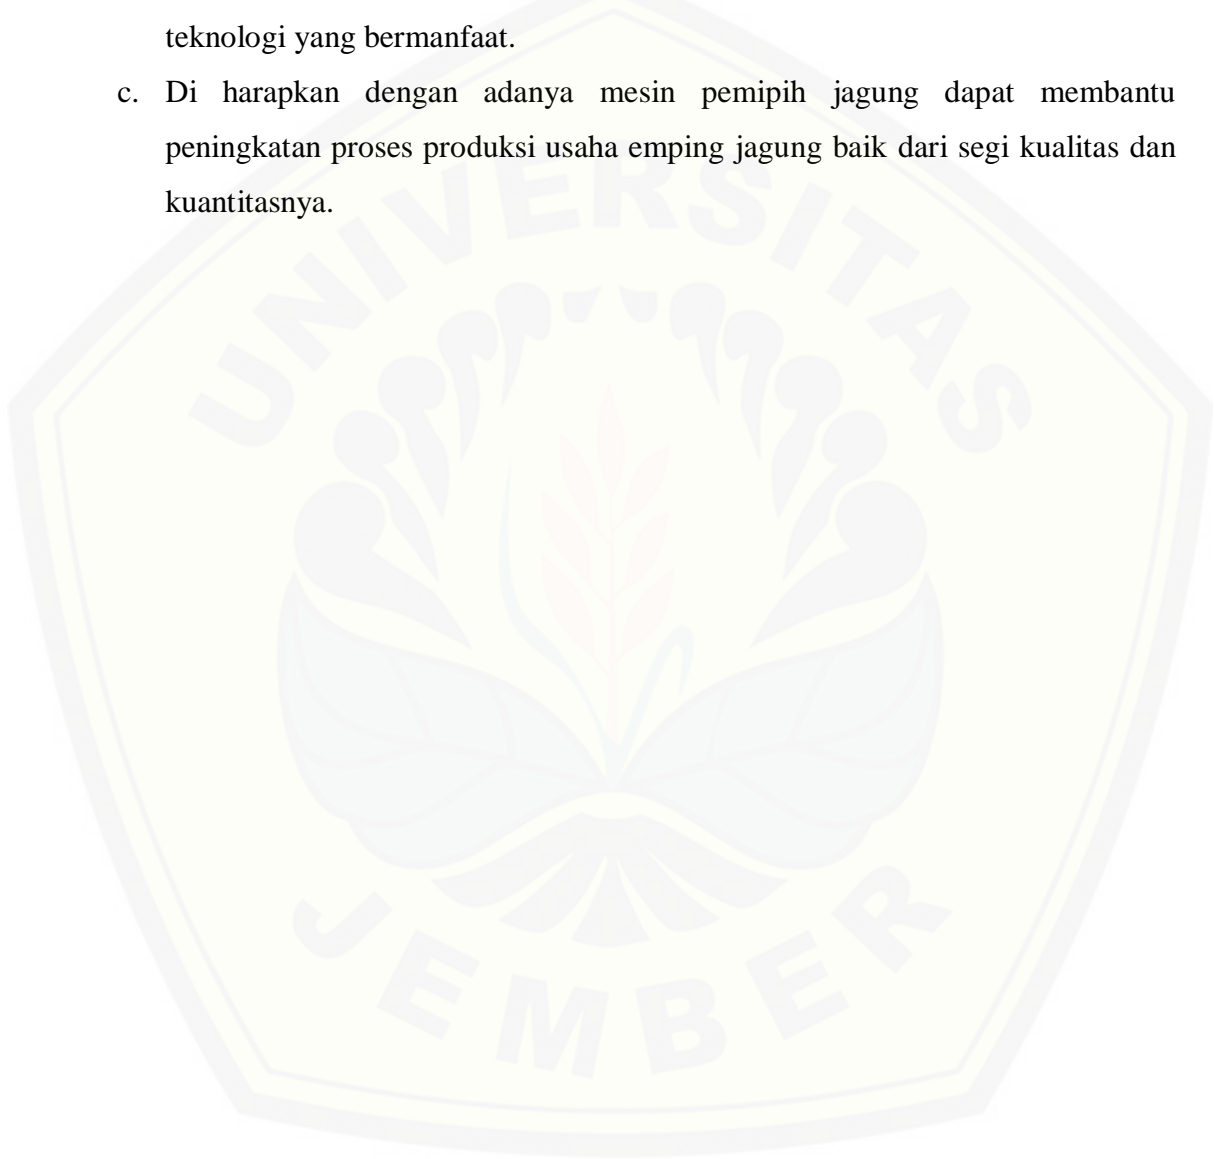 teknologi yang bermanfaat.
c. Di harapkan dengan adanya mesin pemipih jagung dapat membantu
peningkatan proses produksi usaha emping jagung baik dari segi kualitas dan
kuantitasnya.
UNIVERSITAS
JEMBER